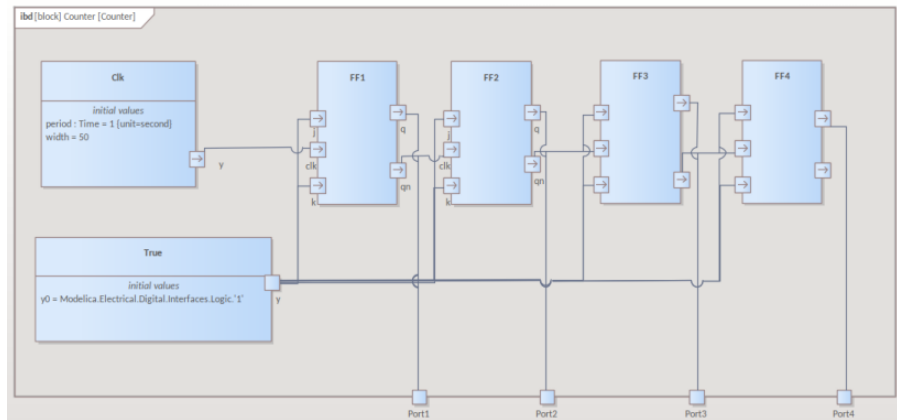 ibd [block] Counter [Counter]
Clk
initial values
period : Time = 1 {unit=second}
width = 50
y
FF1
j
clk
k
q
qn
FF2
j
clk
k
q
qn
FF3
FF4
True
initial values
y0 = Modelica.Electrical.Digital.Interfaces.Logic.'1'
y
Port1
Port2
Port3
Port4